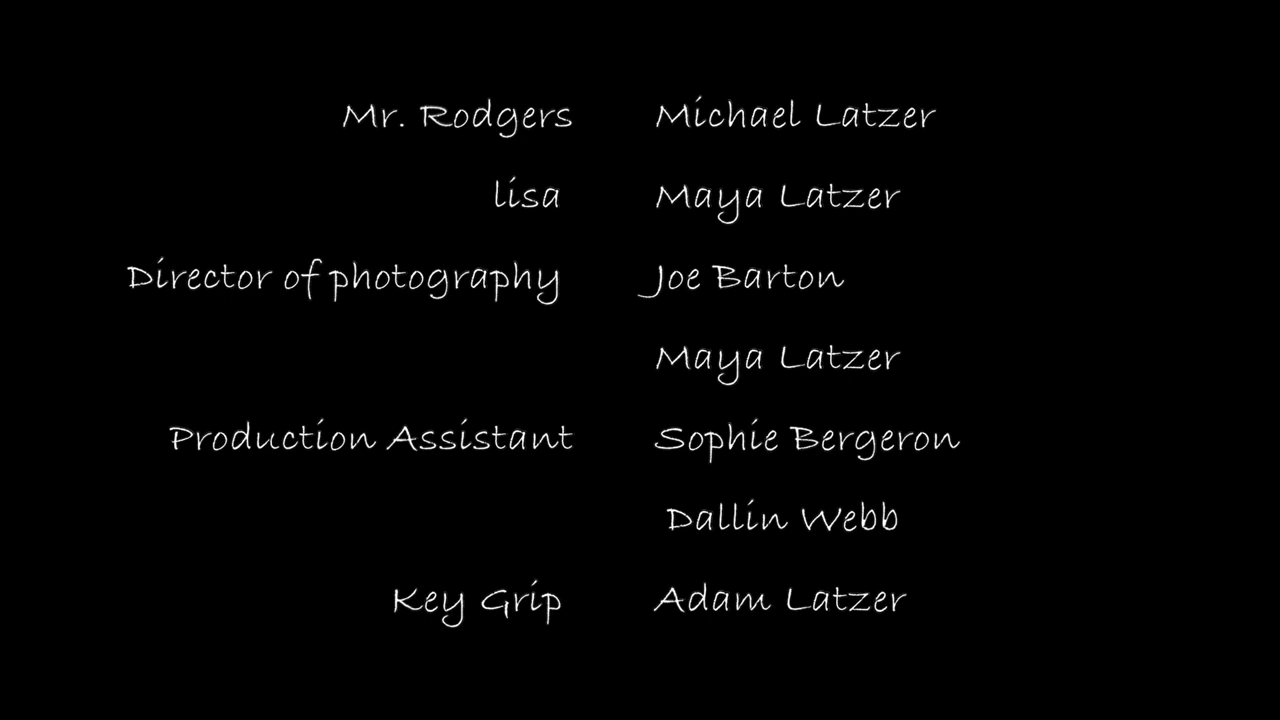 Mr. Rodgers Michael Latzer
lisa Maya Latzer
Director of photography Joe Barton
Maya Latzer
Production Assistant Sophie Bergeron
Dallin Webb
Key Grip Adam Latzer